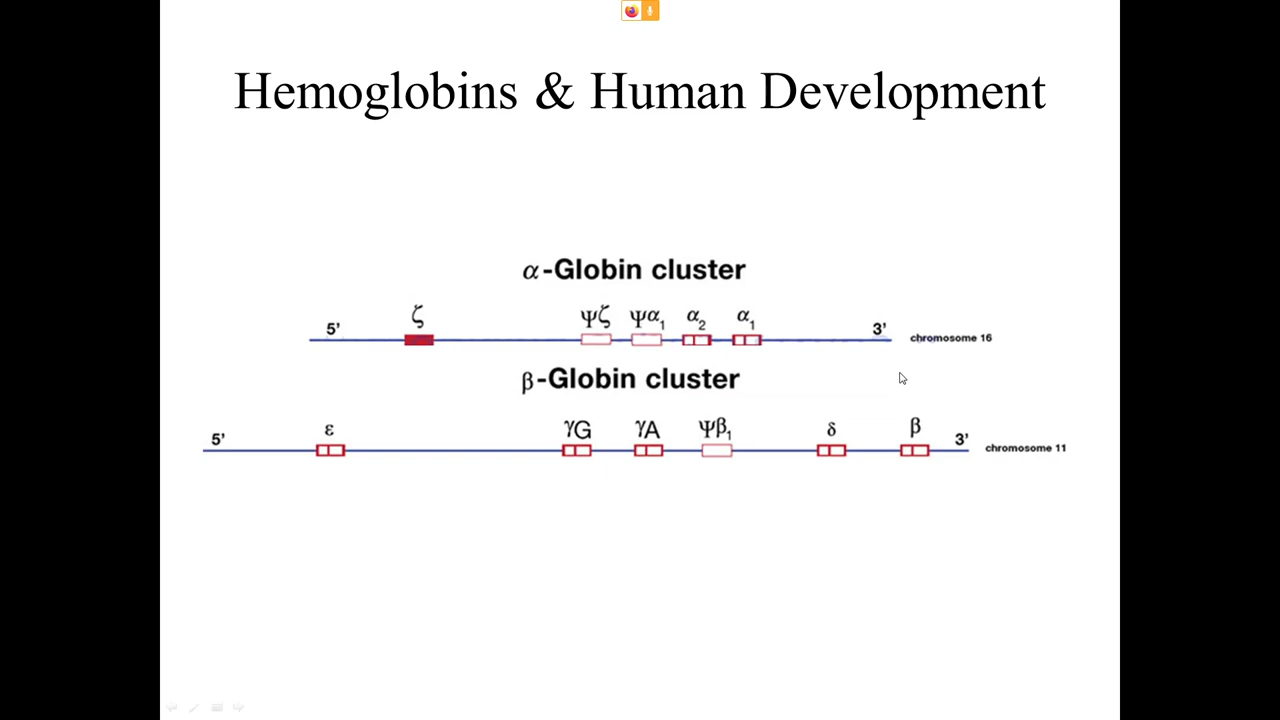 Hemoglobins & Human Development
α-Globin cluster
5’ ζ Ψζ Ψα1 α2 α1 3’ chromosome 16
β-Globin cluster
5’ ε γG γA Ψβ1 δ β 3’ chromosome 11